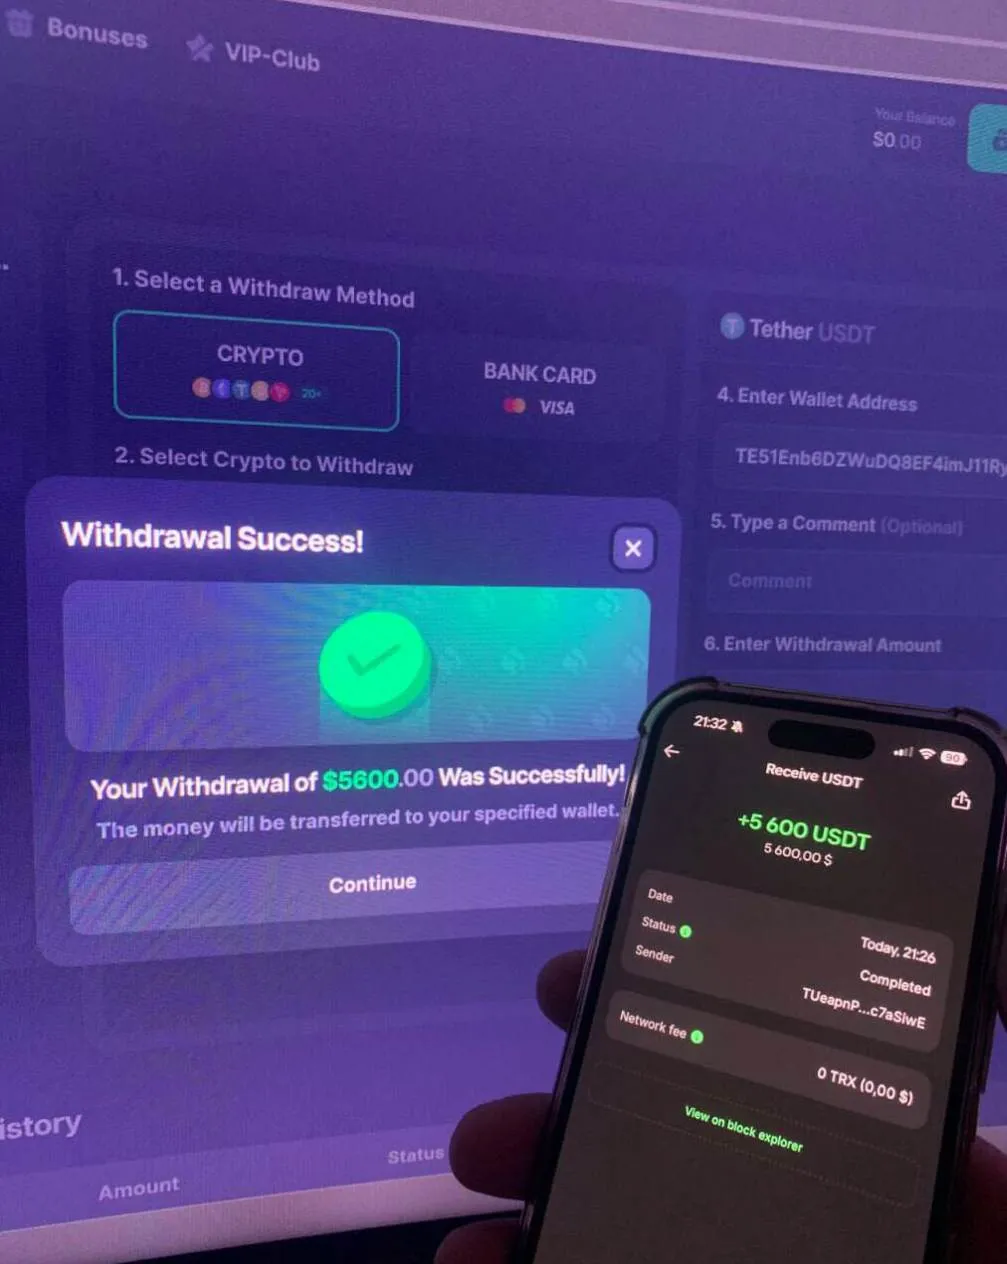 Bonuses
VIP-Club
Your Balance
$0.00
1. Select a Withdraw Method
CRYPTO
20+
BANK CARD
VISA
2. Select Crypto to Withdraw
Tether USDT
4. Enter Wallet Address
TE51Enb6DZWuDQ8EF4imJ11Ry
5. Type a Comment (Optional)
Comment
6. Enter Withdrawal Amount
Withdrawal Success!
Your Withdrawal of $5600.00 Was Successfully!
The money will be transferred to your specified wallet.
Continue
istory
Amount
Status
21:32
90
Receive USDT
+5 600 USDT
5 600,00 $
Date
Today, 21:26
Status
Completed
Sender
TUeapnP...c7aSiwE
Network fee
0 TRX (0,00 $)
View on block explorer